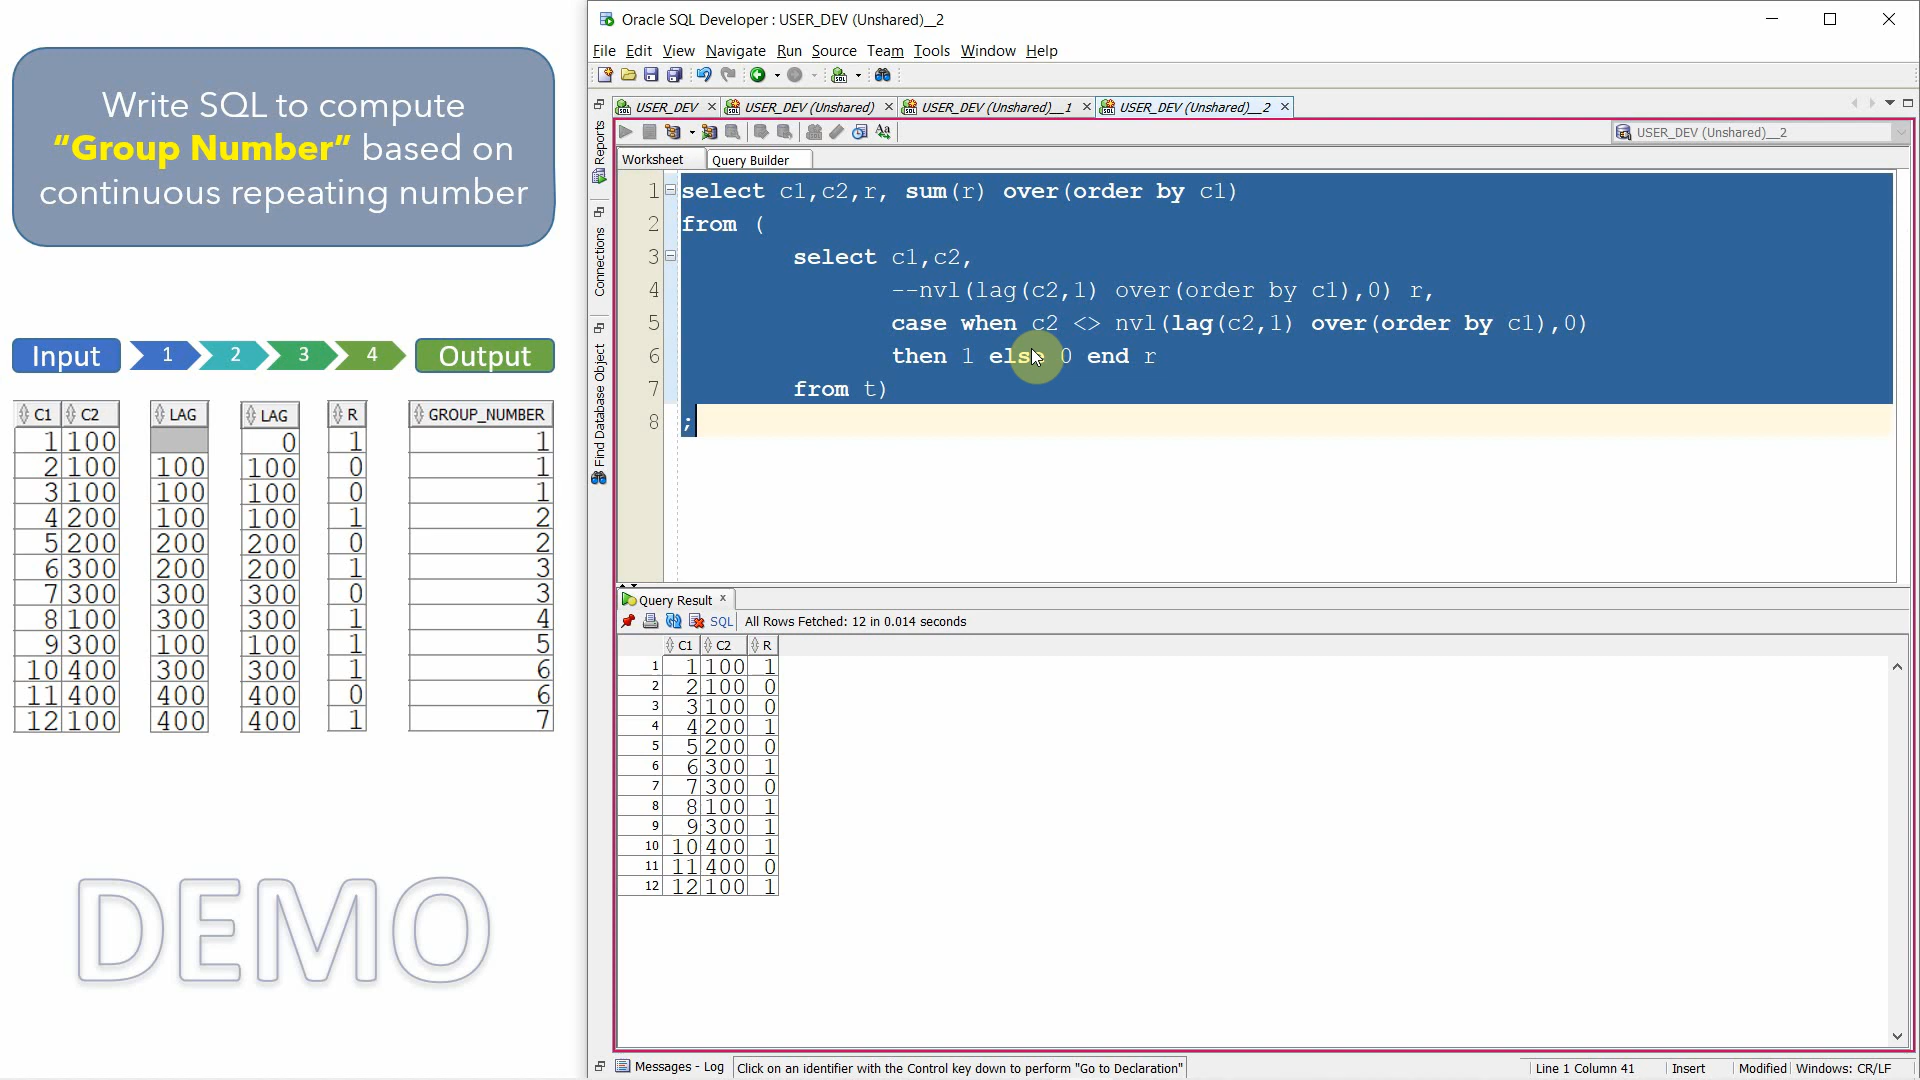 Write SQL to compute
“Group Number” based on
continuous repeating number
Input 1 2 3 4 Output
C1 C2 LAG LAG R GROUP_NUMBER
1 100 0 1 1
2 100 100 100 0 1
3 100 100 100 0 1
4 200 100 100 1 2
5 200 200 200 0 2
6 300 200 200 1 3
7 300 300 300 0 3
8 100 300 300 1 4
9 300 100 100 1 5
10 400 300 300 1 6
11 400 400 400 0 6
12 100 400 400 1 7
DEMO
Oracle SQL Developer : USER_DEV (Unshared)__2
File Edit View Navigate Run Source Team Tools Window Help
USER_DEV USER_DEV (Unshared) USER_DEV (Unshared)__1 USER_DEV (Unshared)__2
USER_DEV (Unshared)__2
Reports
Connections
Find Database Object
Worksheet Query Builder
1 select c1,c2,r, sum(r) over(order by c1)
2 from (
3 select c1,c2,
4 --nvl(lag(c2,1) over(order by c1),0) r,
5 case when c2 <> nvl(lag(c2,1) over(order by c1),0)
6 then 1 else 0 end r
7 from t)
8 ;
Query Result x
SQL All Rows Fetched: 12 in 0.014 seconds
C1 C2 R
1 1 100 1
2 2 100 0
3 3 100 0
4 4 200 1
5 5 200 0
6 6 300 1
7 7 300 0
8 8 100 1
9 9 300 1
10 10 400 1
11 11 400 0
12 12 100 1
Messages - Log Click on an identifier with the Control key down to perform "Go to Declaration" Line 1 Column 41 Insert Modified Windows: CR/LF